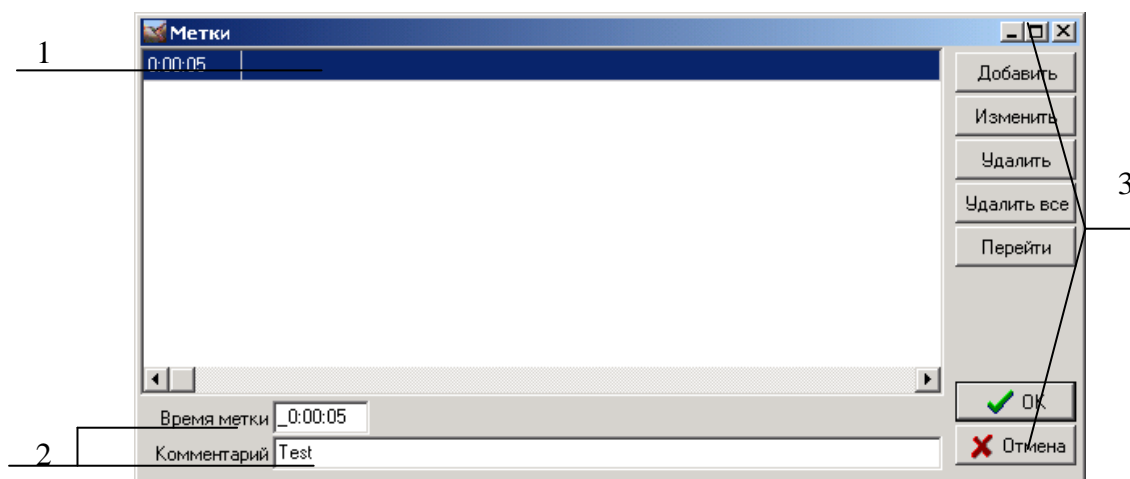 Метки
1
0:00:05
Добавить
Изменить
Удалить
3
Удалить все
Перейти
Время метки _0:00:05
OK
2
Комментарий Test
Отмена